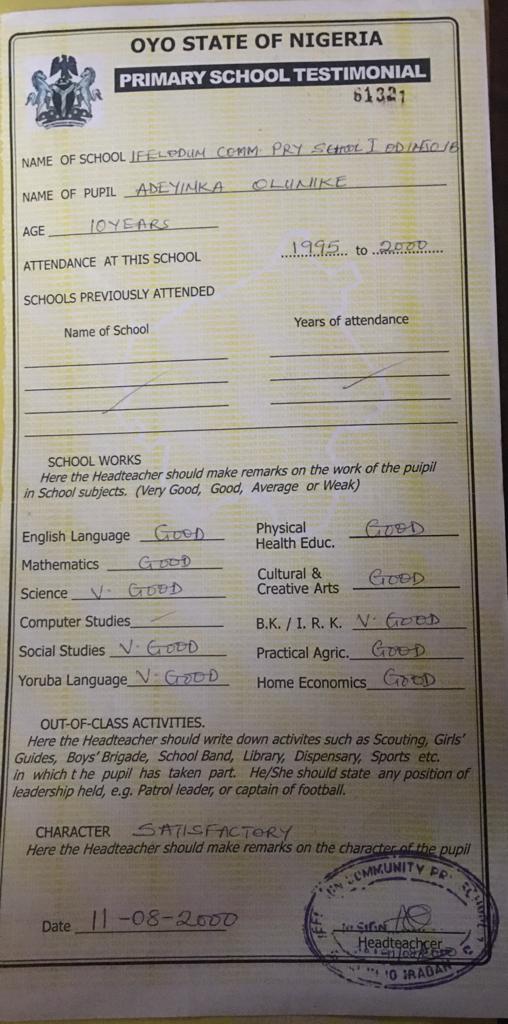 OYO STATE OF NIGERIA
PRIMARY SCHOOL TESTIMONIAL
61321
NAME OF SCHOOL IFELODUN COMM. PRY SCHOOL I
NAME OF PUPIL ADEYINKA OLUNIKE
AGE 10YEARS
ATTENDANCE AT THIS SCHOOL 1995 to 2000
SCHOOLS PREVIOUSLY ATTENDED
Name of School Years of attendance
SCHOOL WORKS
Here the Headteacher should make remarks on the work of the puipil
in School subjects. (Very Good, Good, Average or Weak)
English Language GOOD Physical Health Educ. GOOD
Mathematics GOOD
Science V. GOOD Cultural & Creative Arts GOOD
Computer Studies B.K. / I. R. K. V. GOOD
Social Studies V. GOOD Practical Agric. GOOD
Yoruba Language V. GOOD Home Economics GOOD
OUT-OF-CLASS ACTIVITIES.
Here the Headteacher should write down activites such as Scouting, Girls'
Guides, Boys' Brigade, School Band, Library, Dispensary, Sports etc.
in which t he pupil has taken part. He/She should state any position of
leadership held, e.g. Patrol leader, or captain of football.
CHARACTER SATISFACTORY
Here the Headteacher should make remarks on the character of the pupil
COMMUNITY
Date 11-08-2000
SIGN
Headteachcer
IBADAN